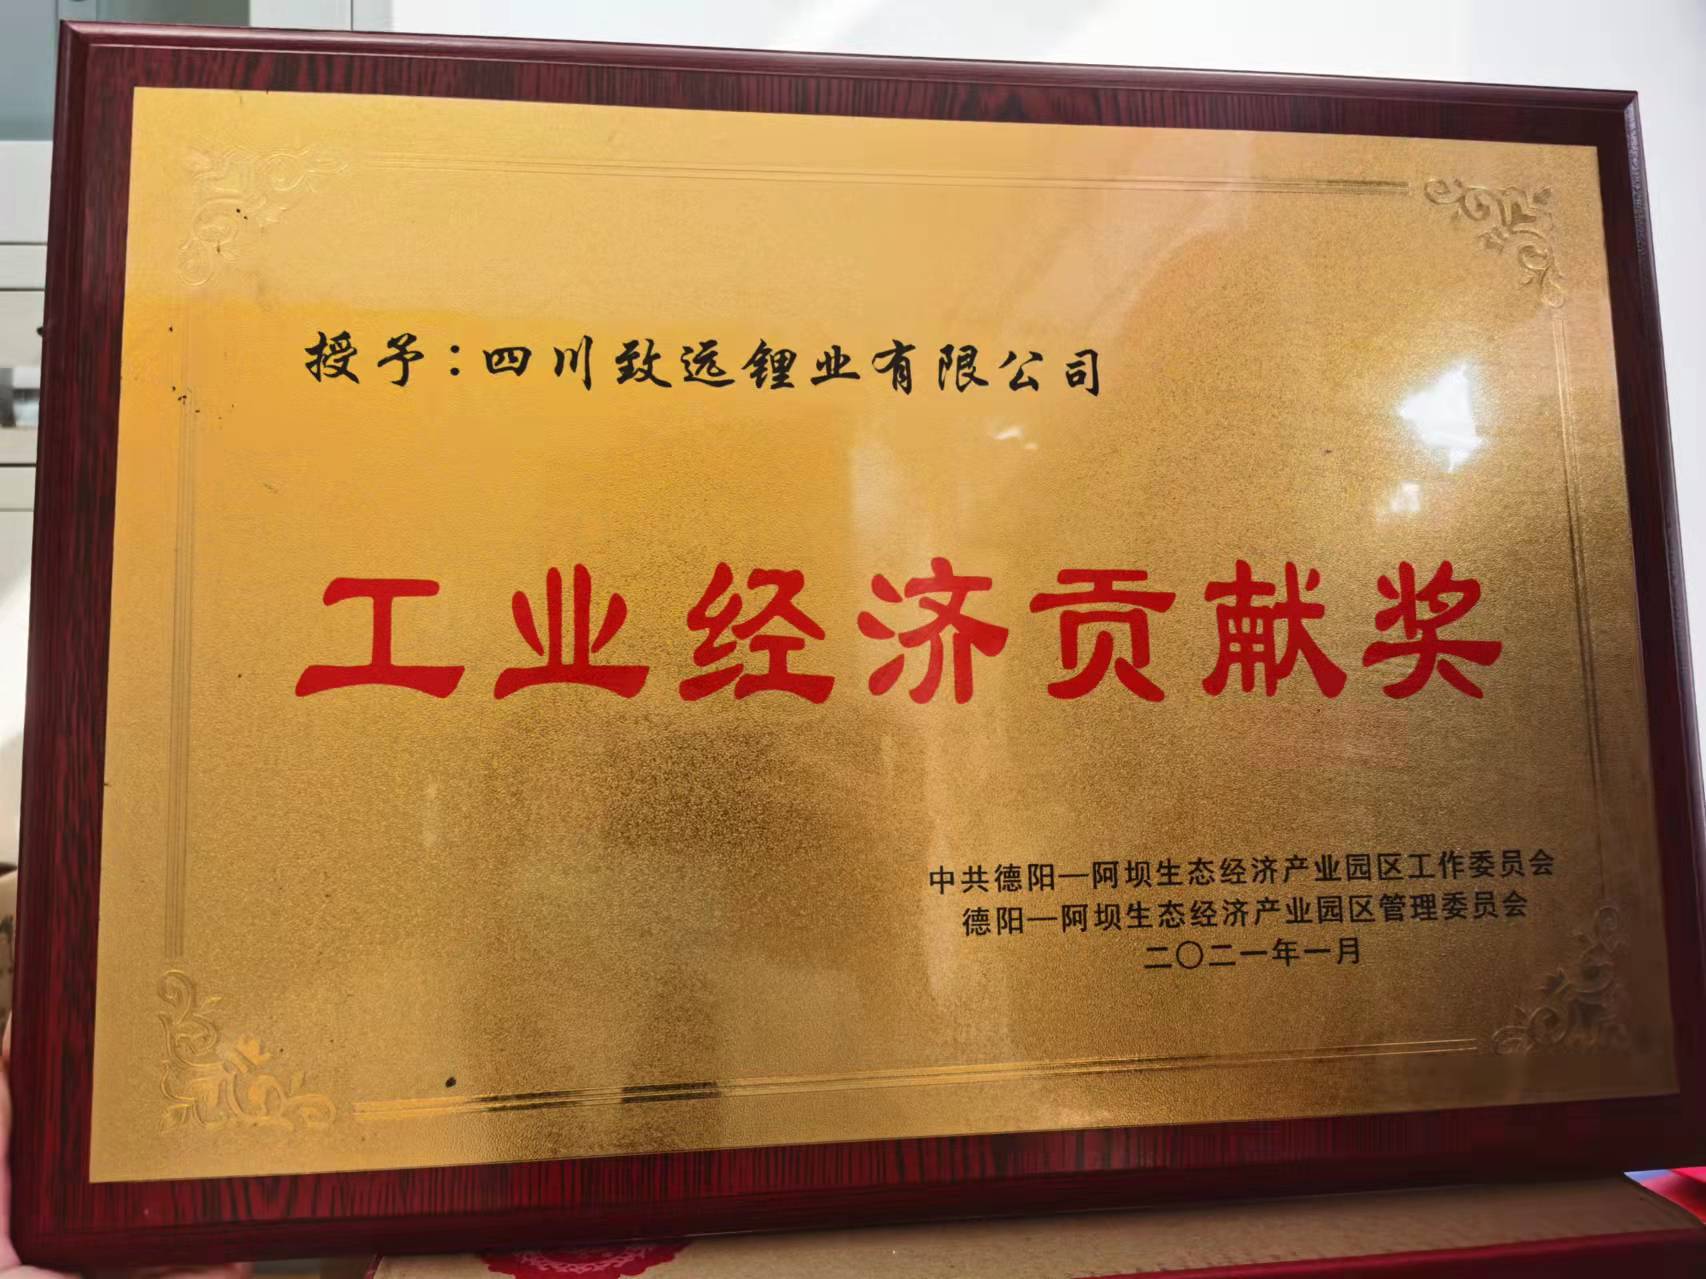 授予：四川致远锂业有限公司
工业经济贡献奖
中共德阳—阿坝生态经济产业园区工作委员会
德阳—阿坝生态经济产业园区管理委员会
二〇二一年一月